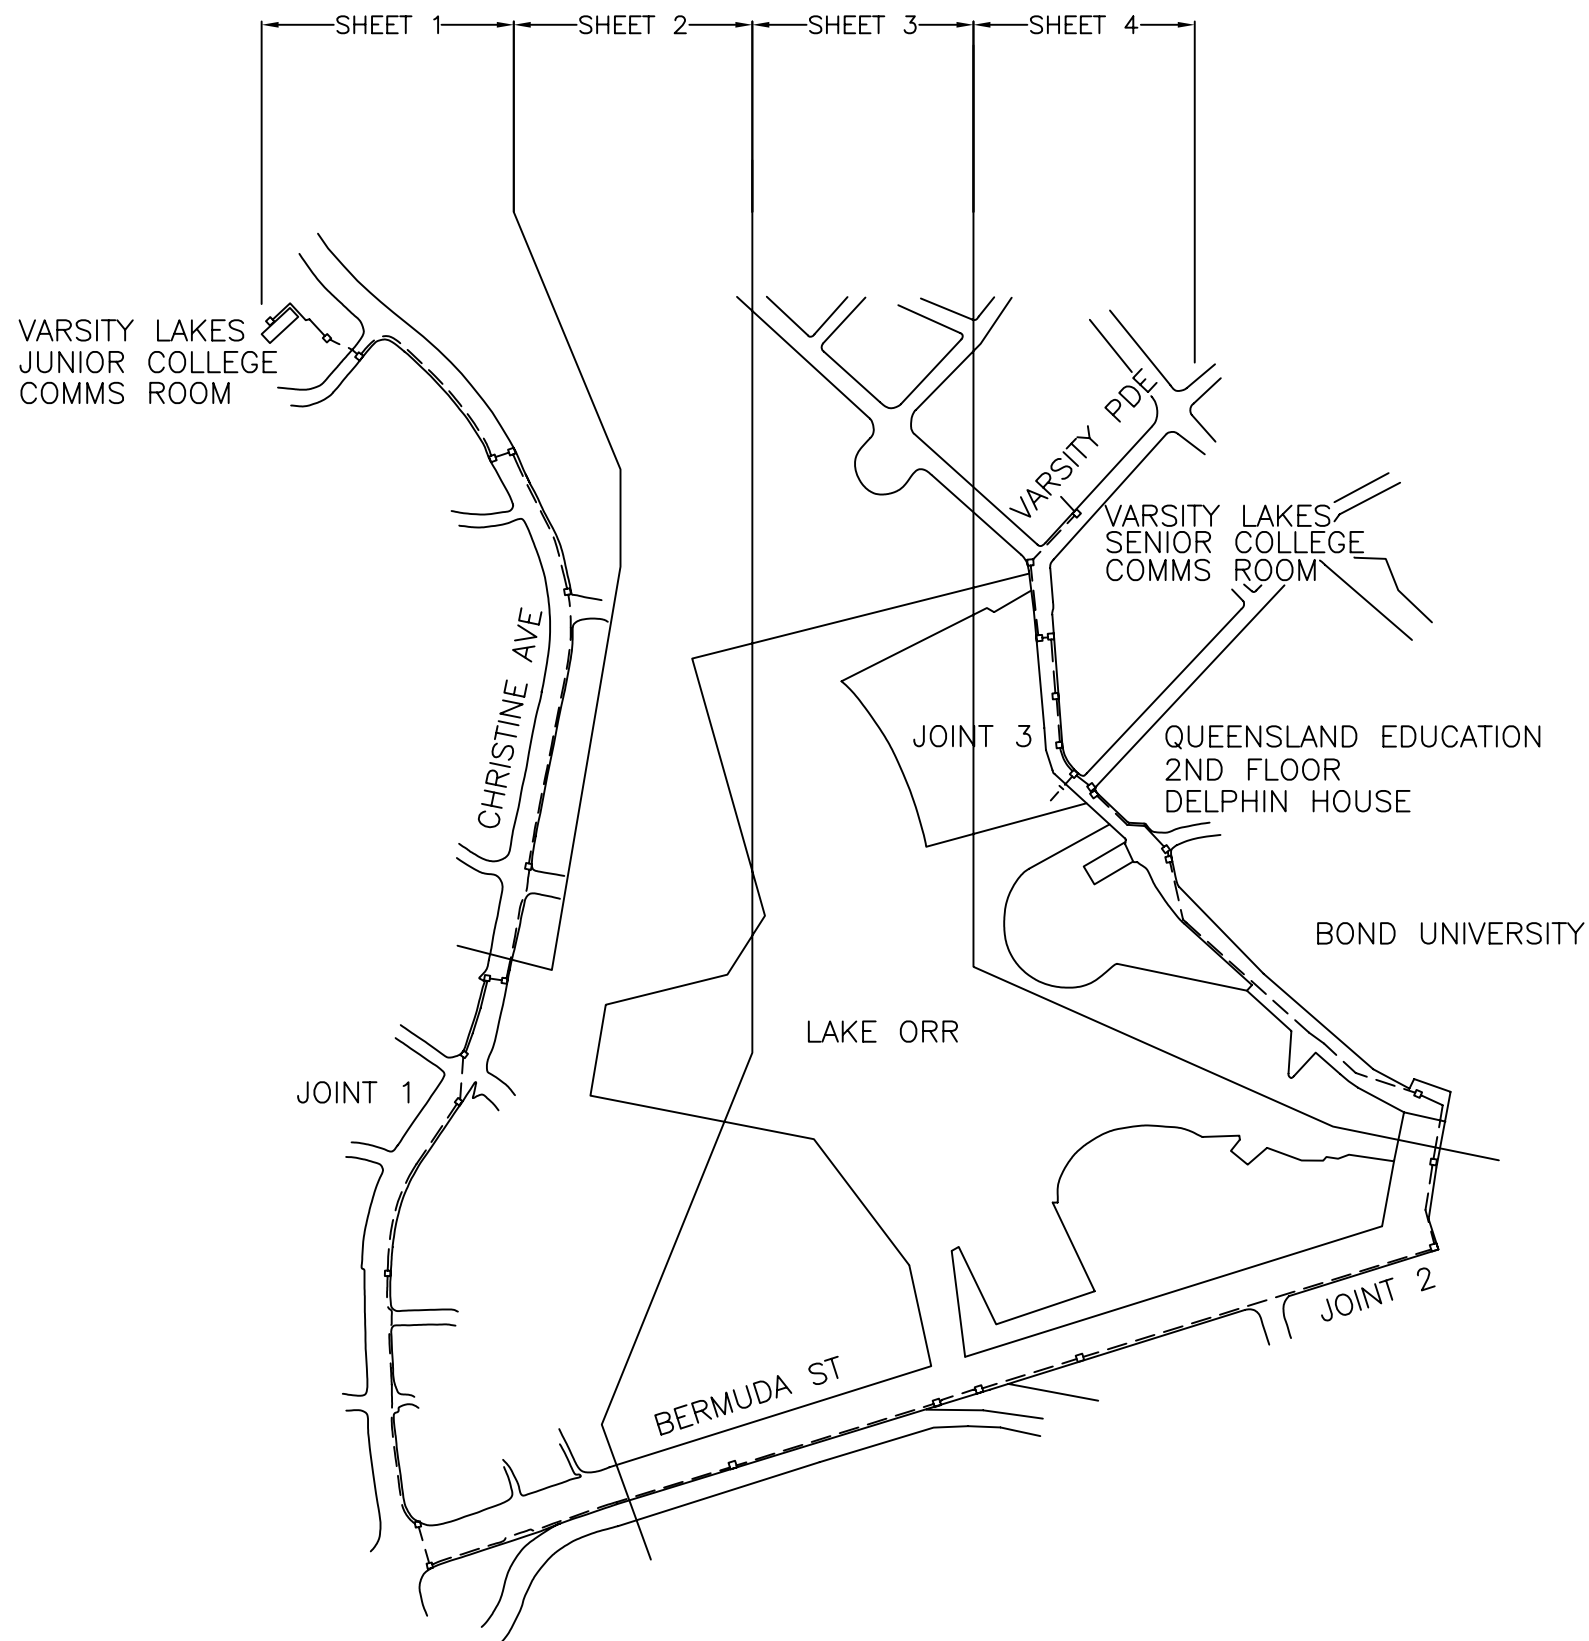 SHEET 1
SHEET 2
SHEET 3
SHEET 4
VARSITY LAKES
JUNIOR COLLEGE
COMMS ROOM
VARSITY PDE
VARSITY LAKES
SENIOR COLLEGE
COMMS ROOM
CHRISTINE AVE
JOINT 3
QUEENSLAND EDUCATION
2ND FLOOR
DELPHIN HOUSE
BOND UNIVERSITY
LAKE ORR
JOINT 1
JOINT 2
BERMUDA ST